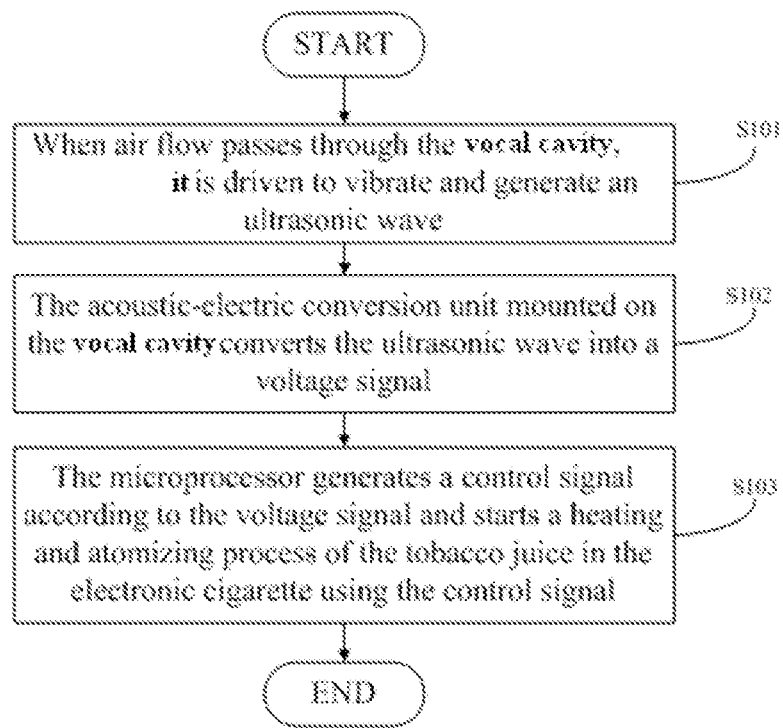 START
When air flow passes through the vocal cavity,
it is driven to vibrate and generate an
ultrasonic wave
S101
The acoustic-electric conversion unit mounted on
the vocal cavity converts the ultrasonic wave into a
voltage signal
S102
The microprocessor generates a control signal
according to the voltage signal and starts a heating
and atomizing process of the tobacco juice in the
electronic cigarette using the control signal
S103
END